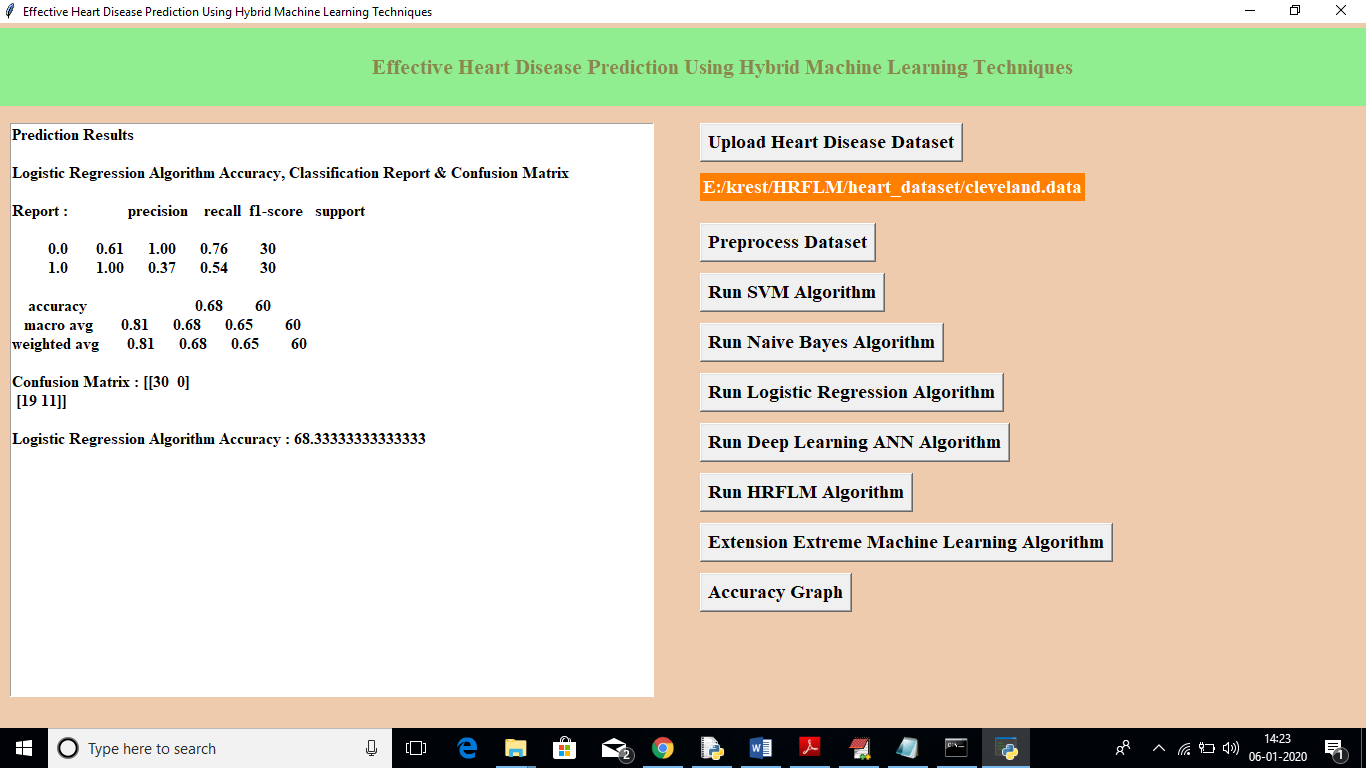 Effective Heart Disease Prediction Using Hybrid Machine Learning Techniques
Effective Heart Disease Prediction Using Hybrid Machine Learning Techniques
Prediction Results
Logistic Regression Algorithm Accuracy, Classification Report & Confusion Matrix
Report : precision recall f1-score support
0.0 0.61 1.00 0.76 30
1.0 1.00 0.37 0.54 30
accuracy 0.68 60
macro avg 0.81 0.68 0.65 60
weighted avg 0.81 0.68 0.65 60
Confusion Matrix : [[30 0]
[19 11]]
Logistic Regression Algorithm Accuracy : 68.33333333333333
Upload Heart Disease Dataset
E:/krest/HRFLM/heart_dataset/cleveland.data
Preprocess Dataset
Run SVM Algorithm
Run Naive Bayes Algorithm
Run Logistic Regression Algorithm
Run Deep Learning ANN Algorithm
Run HRFLM Algorithm
Extension Extreme Machine Learning Algorithm
Accuracy Graph
Type here to search
2
14:23
06-01-2020
1